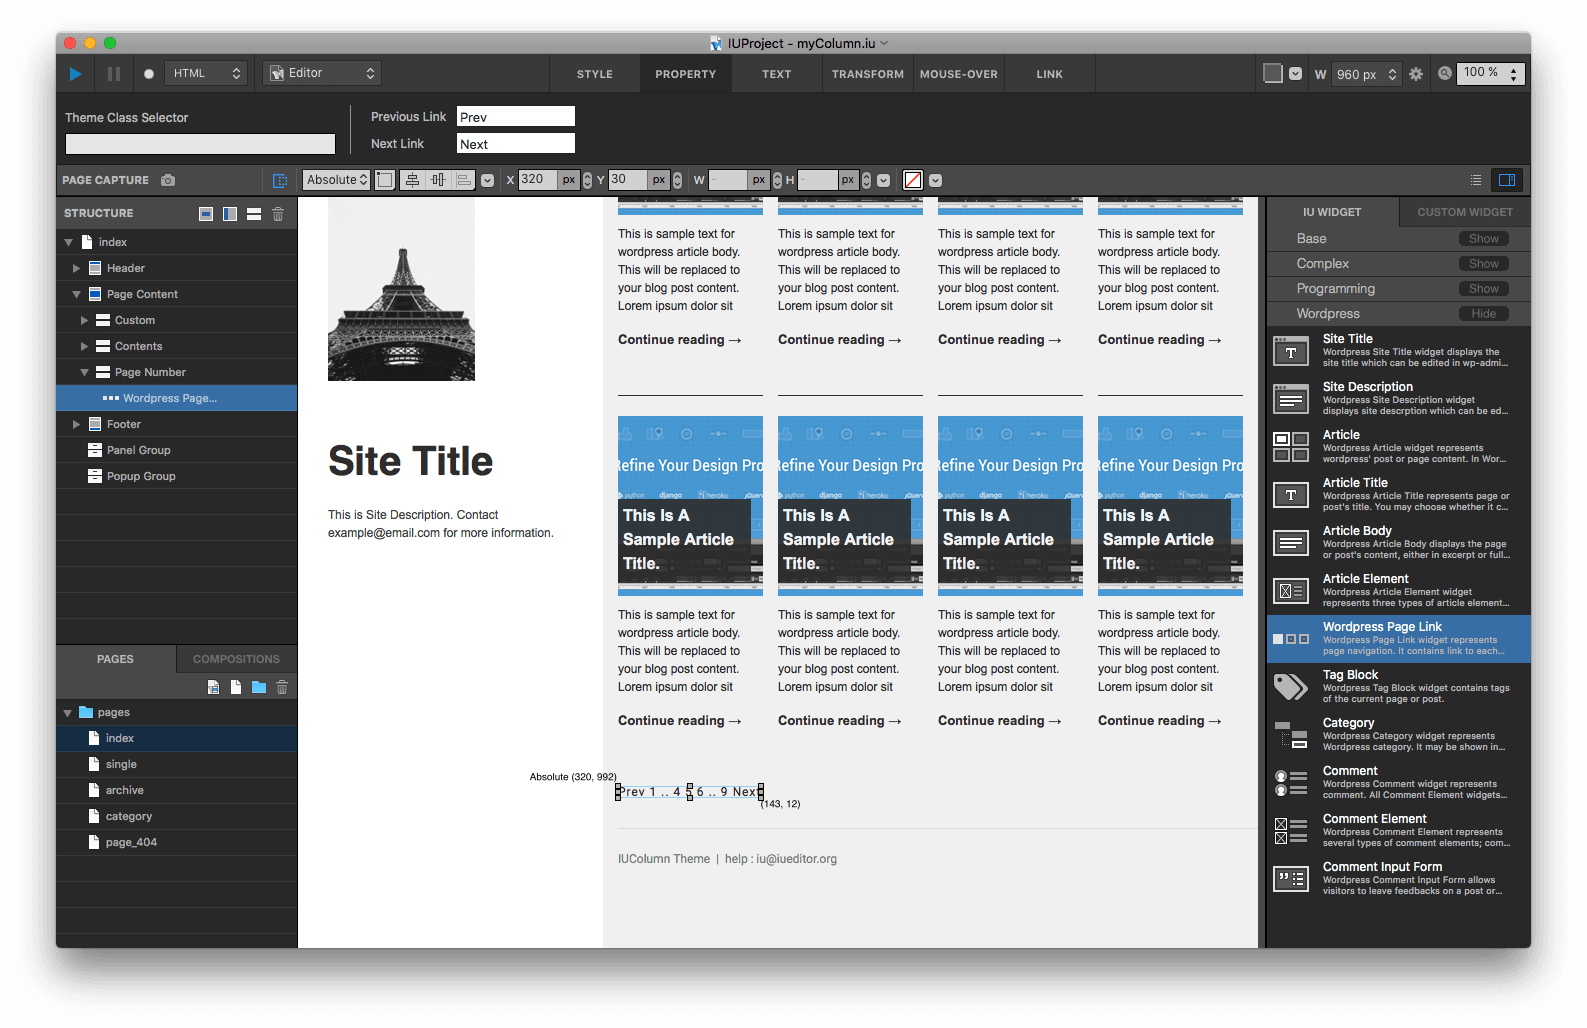 IUProject - myColumn.iu
HTML
Editor
STYLE
PROPERTY
TEXT
TRANSFORM
MOUSE-OVER
LINK
W
960 px
100 %
Theme Class Selector
Previous Link
Prev
Next Link
Next
PAGE CAPTURE
Absolute
X
320
px
Y
30
px
W
-
px
H
-
px
STRUCTURE
index
Header
Page Content
Custom
Contents
Page Number
Wordpress Page...
Footer
Panel Group
Popup Group
PAGES
COMPOSITIONS
pages
index
single
archive
category
page_404
Site Title
This is Site Description. Contact
example@email.com for more information.
This is sample text for
wordpress article body.
This will be replaced to
your blog post content.
Lorem ipsum dolor sit
Continue reading →
This is sample text for
wordpress article body.
This will be replaced to
your blog post content.
Lorem ipsum dolor sit
Continue reading →
This is sample text for
wordpress article body.
This will be replaced to
your blog post content.
Lorem ipsum dolor sit
Continue reading →
This is sample text for
wordpress article body.
This will be replaced to
your blog post content.
Lorem ipsum dolor sit
Continue reading →
Refine Your Design Pro
python django heroku jQuery
This Is A
Sample Article
Title.
This is sample text for
wordpress article body.
This will be replaced to
your blog post content.
Lorem ipsum dolor sit
Continue reading →
Refine Your Design Pro
python django heroku jQuery
This Is A
Sample Article
Title.
This is sample text for
wordpress article body.
This will be replaced to
your blog post content.
Lorem ipsum dolor sit
Continue reading →
Refine Your Design Pro
python django heroku jQuery
This Is A
Sample Article
Title.
This is sample text for
wordpress article body.
This will be replaced to
your blog post content.
Lorem ipsum dolor sit
Continue reading →
Refine Your Design Pro
python django heroku jQuery
This Is A
Sample Article
Title.
This is sample text for
wordpress article body.
This will be replaced to
your blog post content.
Lorem ipsum dolor sit
Continue reading →
Absolute (320, 992)
Prev 1 .. 4 5 6 .. 9 Next
(143, 12)
IUColumn Theme | help : iu@iueditor.org
IU WIDGET
CUSTOM WIDGET
Base
Show
Complex
Show
Programming
Show
Wordpress
Hide
Site Title
Wordpress Site Title widget displays the
site title which can be edited in wp-admi...
Site Description
Wordpress Site Description widget
displays site descrption which can be ed...
Article
Wordpress Article widget represents
wordpress' post or page content. In Wor...
Article Title
Wordpress Article Title represents page or
post's title. You may choose whether it c...
Article Body
Wordpress Article Body displays the page
or post's content, either in excerpt or full...
Article Element
Wordpress Article Element widget
represents three types of article element...
Wordpress Page Link
Wordpress Page Link widget represents
page navigation. It contains link to each...
Tag Block
Wordpress Tag Block widget contains tags
of the current page or post.
Category
Wordpress Category widget represents
Wordpress category. It may be shown in...
Comment
Wordpress Comment widget represents
comment. All Comment Element widgets...
Comment Element
Wordpress Comment Element represents
several types of comment elements; com...
Comment Input Form
Wordpress Comment Input Form allows
visitors to leave feedbacks on a post or...